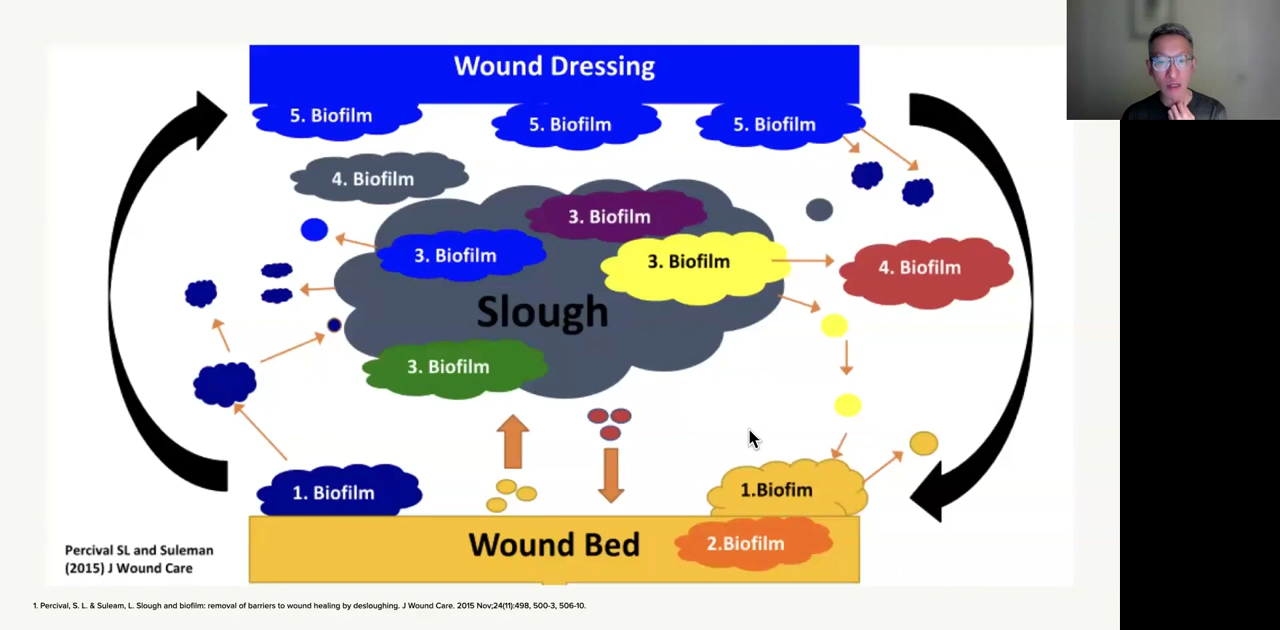 Wound Dressing
5. Biofilm
5. Biofilm
5. Biofilm
4. Biofilm
3. Biofilm
3. Biofilm
3. Biofilm
4. Biofilm
Slough
3. Biofilm
1. Biofilm
1.Biofim
Wound Bed
2.Biofilm
Percival SL and Suleman
(2015) J Wound Care
1. Percival, S. L. & Suleam, L. Slough and biofilm: removal of barriers to wound healing by desloughing. J Wound Care. 2015 Nov;24(11):498, 500-3, 506-10.